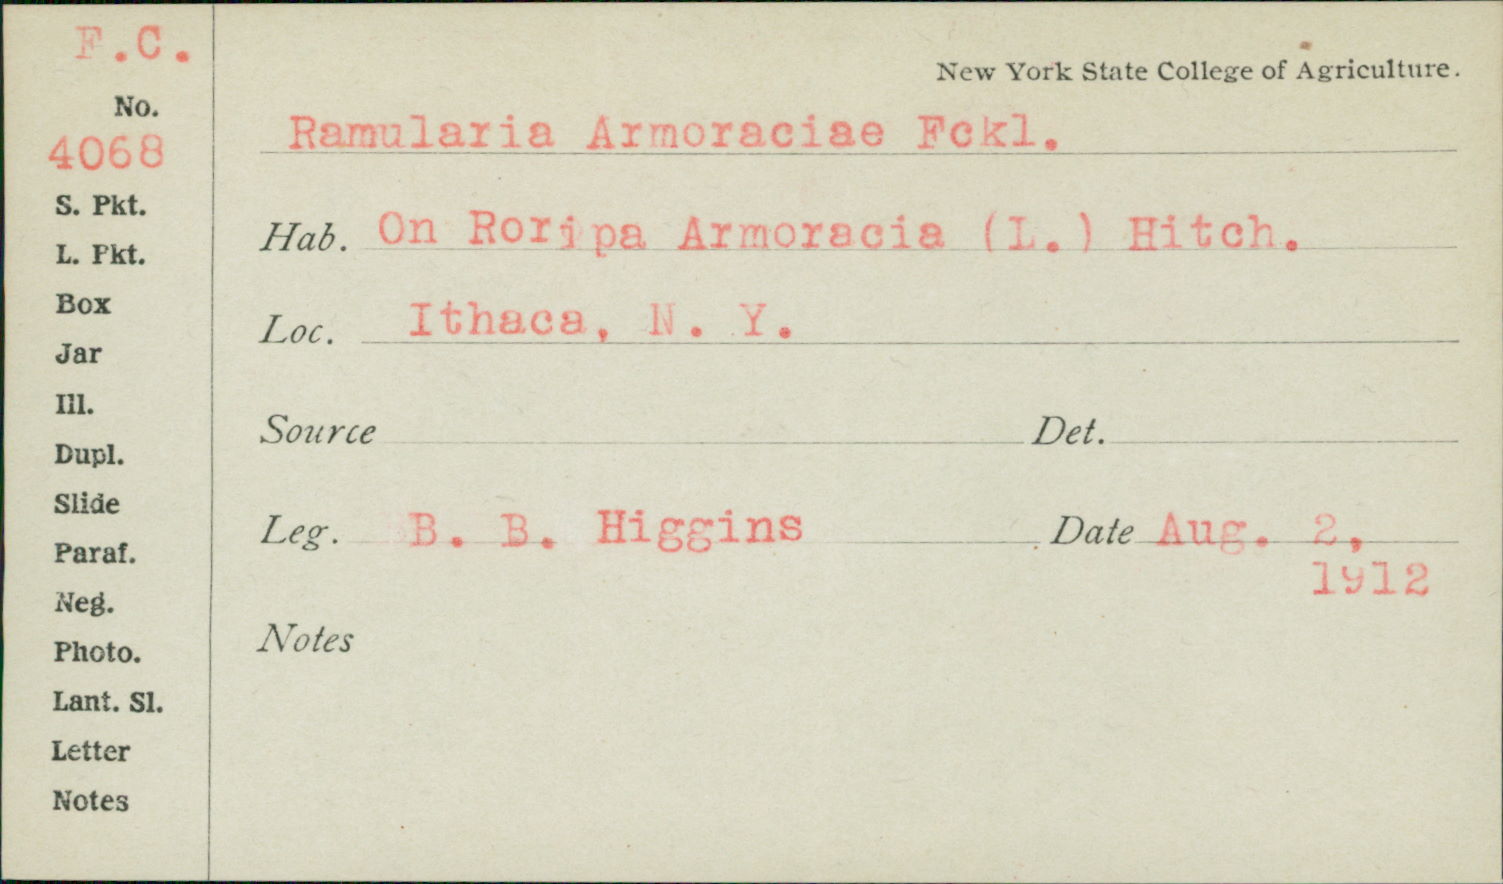 F.C.
No.
4068
S. Pkt.
L. Pkt.
Box
Jar
Ill.
Dupl.
Slide
Paraf.
Neg.
Photo.
Lant. Sl.
Letter
Notes
New York State College of Agriculture.
Ramularia Armoraciae Fckl.
Hab. On Roripa Armoracia (L.) Hitch.
Loc. Ithaca, N. Y.
Source Det.
Leg. B. B. Higgins Date Aug. 2,
1912
Notes